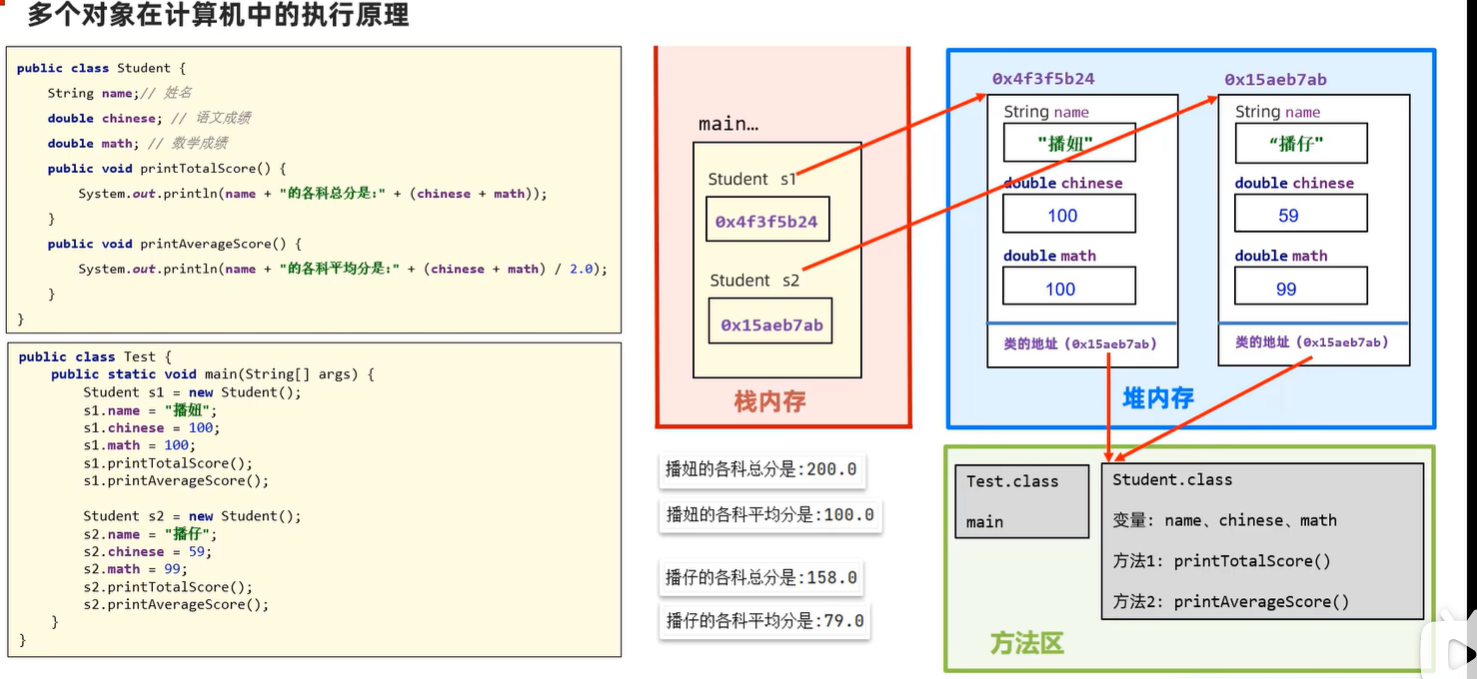 多个对象在计算机中的执行原理
public class Student {
String name;// 姓名
double chinese; // 语文成绩
double math; // 数学成绩
public void printTotalScore() {
System.out.println(name + "的各科总分是:" + (chinese + math));
}
public void printAverageScore() {
System.out.println(name + "的各科平均分是:" + (chinese + math) / 2.0);
}
}
public class Test {
public static void main(String[] args) {
Student s1 = new Student();
s1.name = "播妞";
s1.chinese = 100;
s1.math = 100;
s1.printTotalScore();
s1.printAverageScore();
Student s2 = new Student();
s2.name = "播仔";
s2.chinese = 59;
s2.math = 99;
s2.printTotalScore();
s2.printAverageScore();
}
}
main…
Student s1
0x4f3f5b24
Student s2
0x15aeb7ab
栈内存
播妞的各科总分是:200.0
播妞的各科平均分是:100.0
播仔的各科总分是:158.0
播仔的各科平均分是:79.0
0x4f3f5b24
String name
"播妞"
double chinese
100
double math
100
类的地址（0x15aeb7ab）
0x15aeb7ab
String name
“播仔"
double chinese
59
double math
99
类的地址（0x15aeb7ab）
堆内存
Test.class
main
Student.class
变量: name、chinese、math
方法1: printTotalScore()
方法2: printAverageScore()
方法区